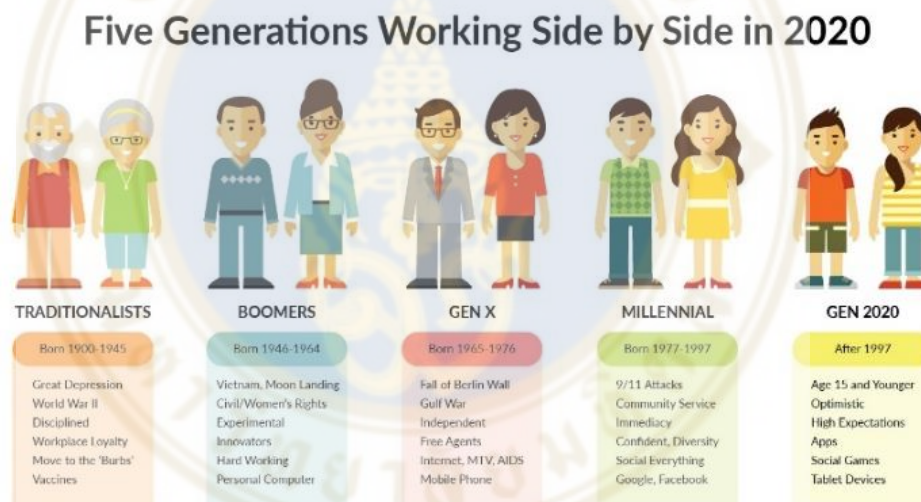 Five Generations Working Side by Side in 2020
TRADITIONALISTS
Born 1900-1945
Great Depression
World War II
Disciplined
Workplace Loyalty
Move to the 'Burbs'
Vaccines
BOOMERS
Born 1946-1964
Vietnam, Moon Landing
Civil/Women's Rights
Experimental
Innovators
Hard Working
Personal Computer
GEN X
Born 1965-1976
Fall of Berlin Wall
Gulf War
Independent
Free Agents
Internet, MTV, AIDS
Mobile Phone
MILLENNIAL
Born 1977-1997
9/11 Attacks
Community Service
Immediacy
Confident, Diversity
Social Everything
Google, Facebook
GEN 2020
After 1997
Age 15 and Younger
Optimistic
High Expectations
Apps
Social Games
Tablet Devices